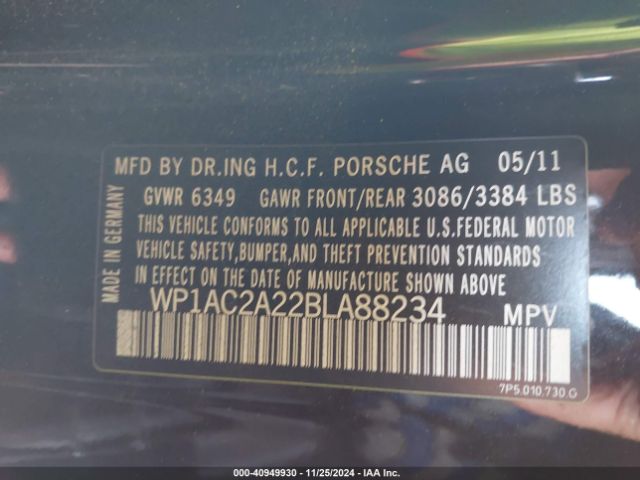 MFD BY DR.ING H.C.F. PORSCHE AG 05/11
GVWR 6349 GAWR FRONT/REAR 3086/3384 LBS
THIS VEHICLE CONFORMS TO ALL APPLICABLE U.S.FEDERAL MOTOR
VEHICLE SAFETY,BUMPER,AND THEFT PREVENTION STANDARDS
IN EFFECT ON THE DATE OF MANUFACTURE SHOWN ABOVE
WP1AC2A22BLA88234 MPV
7P5.010.730.G
MADE IN GERMANY
000-40949930 - 11/25/2024 - IAAI.com